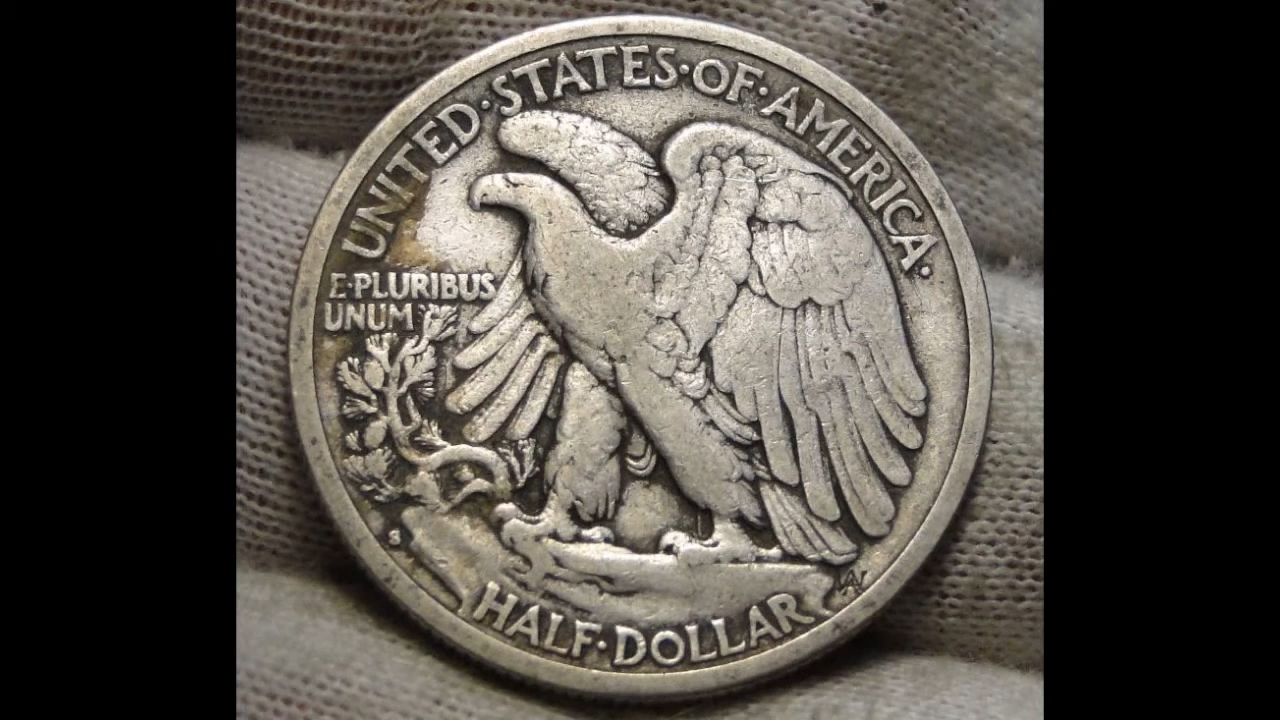 UNITED·STATES·OF·AMERICA·
E·PLURIBUS
UNUM
S
AW
HALF·DOLLAR